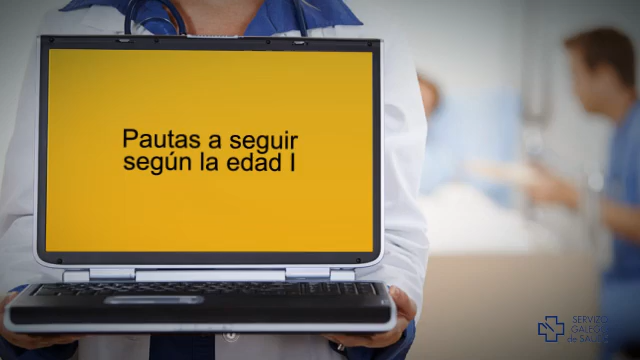 Pautas a seguir
según la edad I
SERVIZO
GALEGO
de SAÚDE